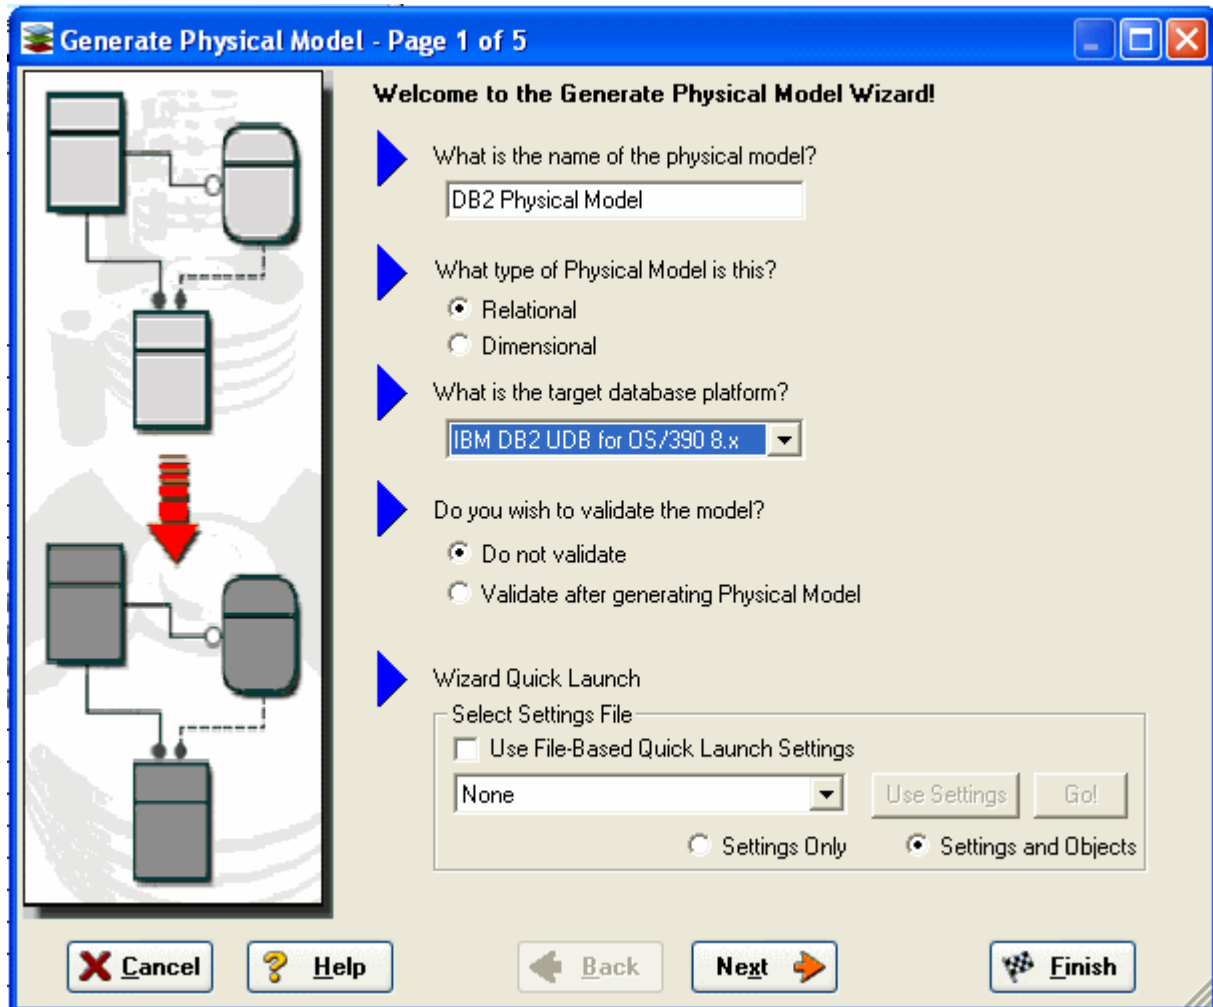 Generate Physical Model - Page 1 of 5
Welcome to the Generate Physical Model Wizard!
What is the name of the physical model?
DB2 Physical Model
What type of Physical Model is this?
Relational
Dimensional
What is the target database platform?
IBM DB2 UDB for OS/390 8.x
Do you wish to validate the model?
Do not validate
Validate after generating Physical Model
Wizard Quick Launch
Select Settings File
Use File-Based Quick Launch Settings
None
Use Settings
Go!
Settings Only
Settings and Objects
Cancel
Help
Back
Next
Finish